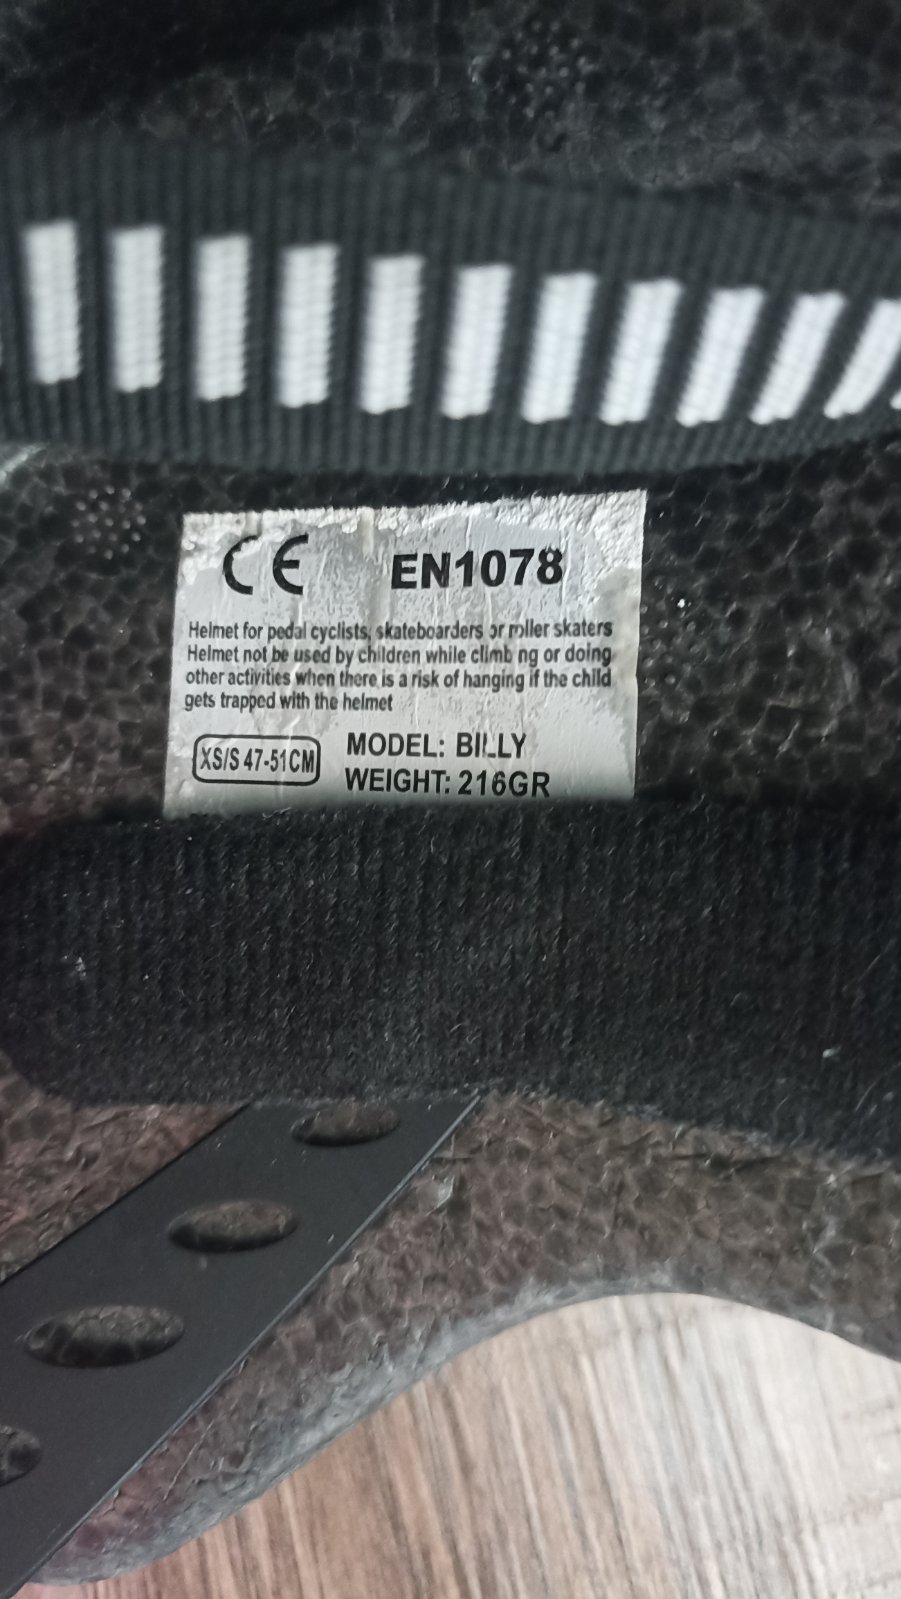 CE EN1078
Helmet for pedal cyclists, skateboarders or roller skaters
Helmet not be used by children while climbing or doing
other activities when there is a risk of hanging if the child
gets trapped with the helmet
XS/S 47-51CM MODEL: BILLY
WEIGHT: 216GR